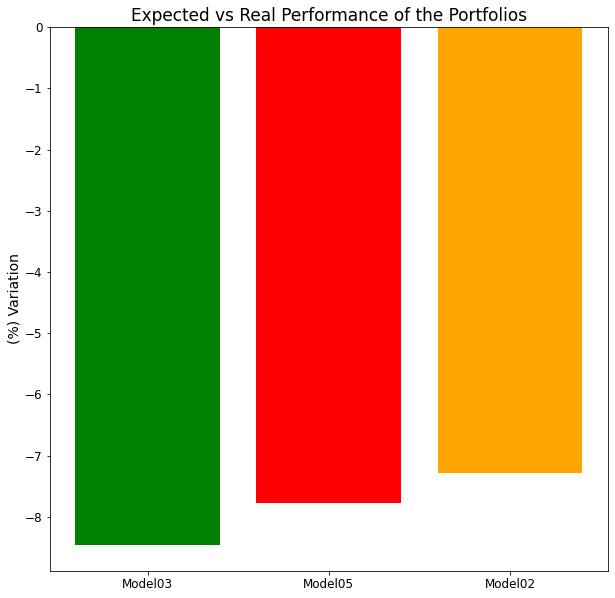 Expected vs Real Performance of the Portfolios
(%) Variation
0
−1
−2
−3
−4
−5
−6
−7
−8
Model03
Model05
Model02